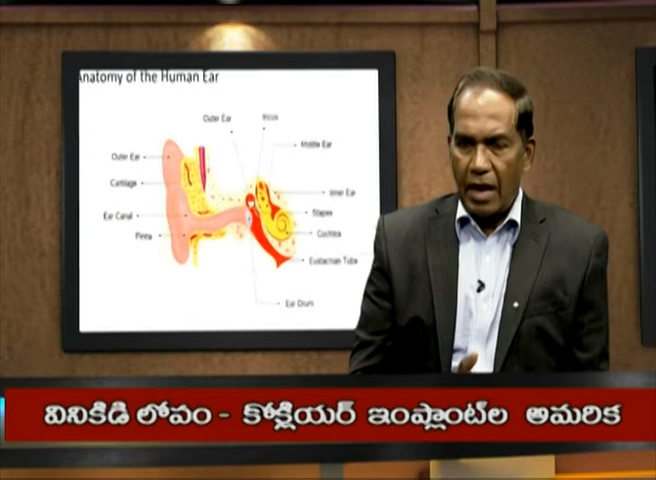 Anatomy of the Human Ear
Outer Ear
Incus
Middle Ear
Outer Ear
Cartilage
Inner Ear
Ear Canal
Stapes
Pinna
Cochlea
Eustachian Tube
Ear Drum
వినికిడి లోపం - కోక్లియర్ ఇంప్లాంట్‌ల అమరిక